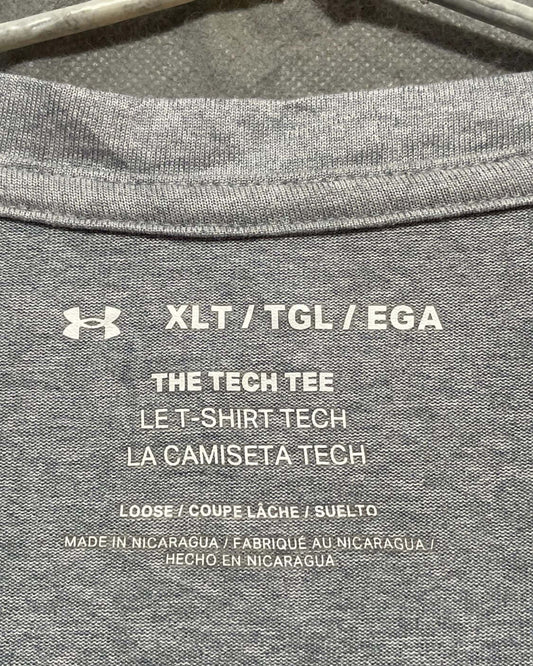 XLT / TGL / EGA
THE TECH TEE
LE T-SHIRT TECH
LA CAMISETA TECH
LOOSE / COUPE LÂCHE / SUELTO
MADE IN NICARAGUA / FABRIQUÉ AU NICARAGUA /
HECHO EN NICARAGUA